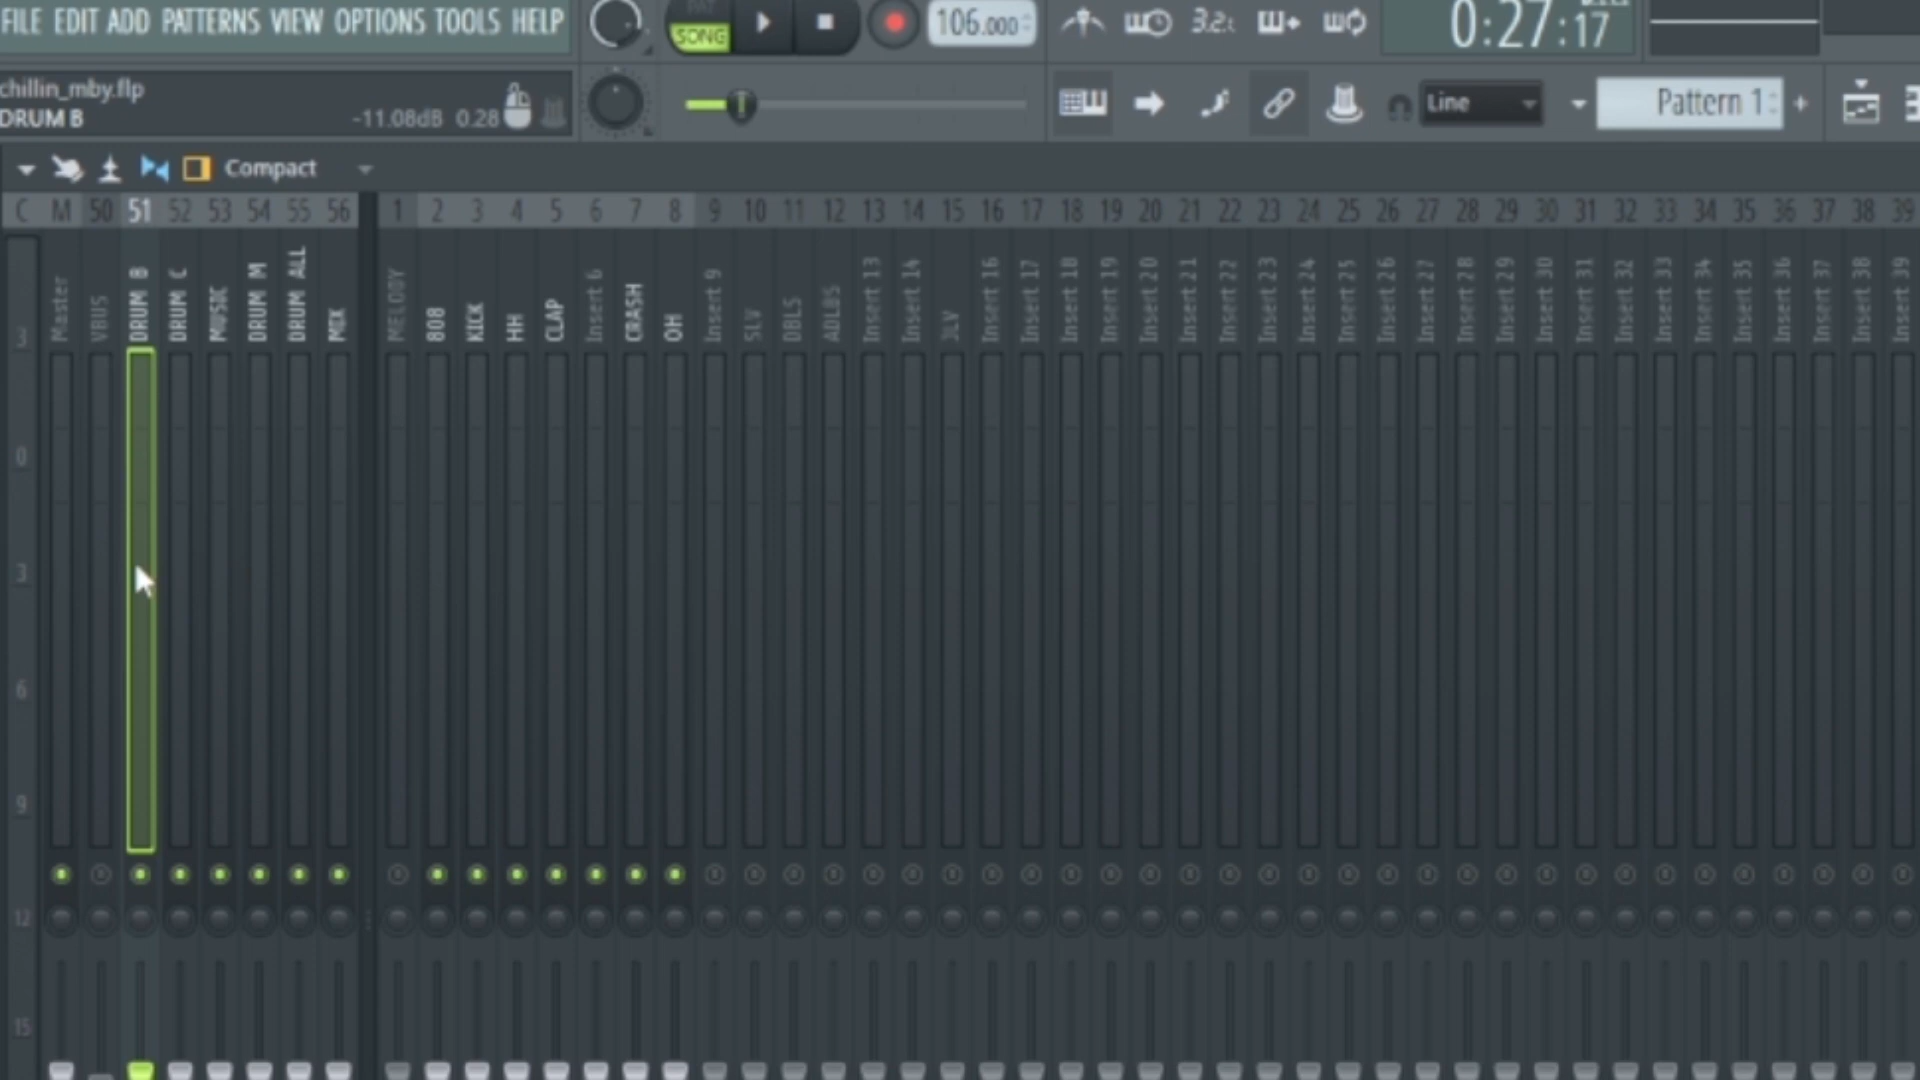 FILE EDIT ADD PATTERNS VIEW OPTIONS TOOLS HELP
SONG
106.000
3.2
0:27:17
chillin_mby.flp
DRUM B
-11.08dB 0.28
Line
Pattern 1
Compact
C M 50 51 52 53 54 55 56 1 2 3 4 5 6 7 8 9 10 11 12 13 14 15 16 17 18 19 20 21 22 23 24 25 26 27 28 29 30 31 32 33 34 35 36 37 38 39
Master
VBUS
DRUM B
DRUM C
MUSIC
DRUM M
DRUM ALL
MIX
MELODY
808
KICK
HH
CLAP
Insert 6
CRASH
OH
Insert 9
SLV
DBLS
ADLBS
Insert 13
Insert 14
Insert 16
Insert 17
Insert 18
Insert 19
Insert 20
Insert 21
Insert 22
Insert 23
Insert 24
Insert 25
Insert 26
Insert 27
Insert 28
Insert 29
Insert 30
Insert 31
Insert 32
Insert 33
Insert 34
Insert 35
Insert 36
Insert 37
Insert 38
Insert 39
3
0
3
6
9
12
15